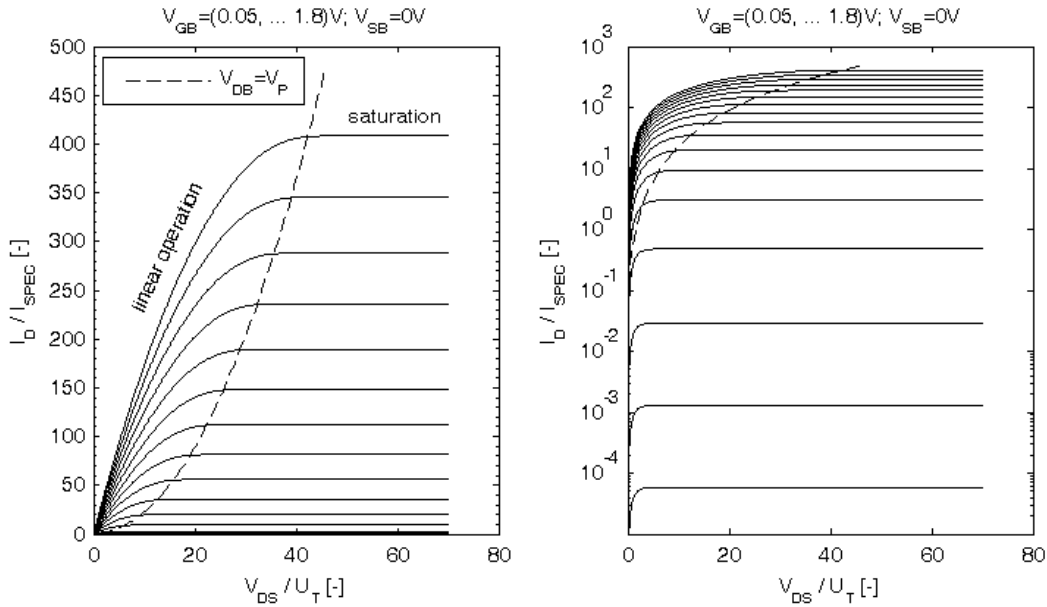 V_GB=(0.05, ... 1.8)V; V_SB=0V
500
450
400
350
300
250
200
150
100
50
0
I_D / I_SPEC [-]
V_DB=V_P
saturation
linear operation
0 20 40 60 80
V_DS / U_T [-]
V_GB=(0.05, ... 1.8)V; V_SB=0V
10^3
10^2
10^1
10^0
10^-1
10^-2
10^-3
10^-4
I_D / I_SPEC [-]
0 20 40 60 80
V_DS / U_T [-]